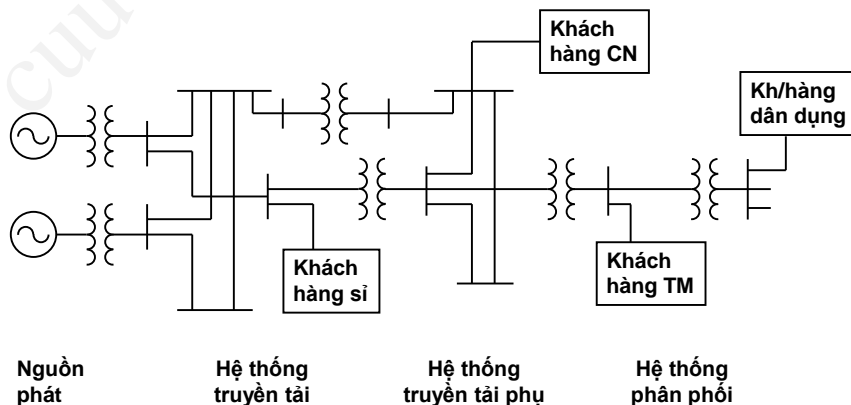 cuu
Khách
hàng CN
Kh/hàng
dân dụng
Khách
hàng sỉ
Khách
hàng TM
Nguồn
phát
Hệ thống
truyền tải
Hệ thống
truyền tải phụ
Hệ thống
phân phối